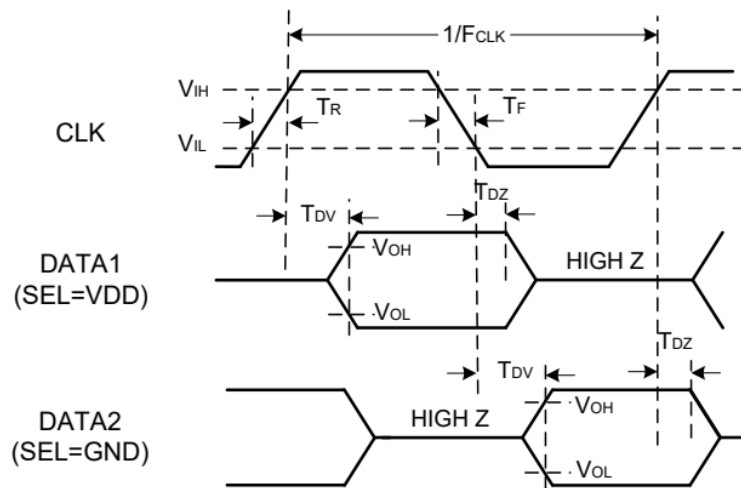 1/FCLK
VIH
TR
TF
CLK
VIL
TDV
TDZ
VOH
DATA1
(SEL=VDD)
HIGH Z
VOL
TDZ
TDV
DATA2
(SEL=GND)
HIGH Z
VOH
VOL